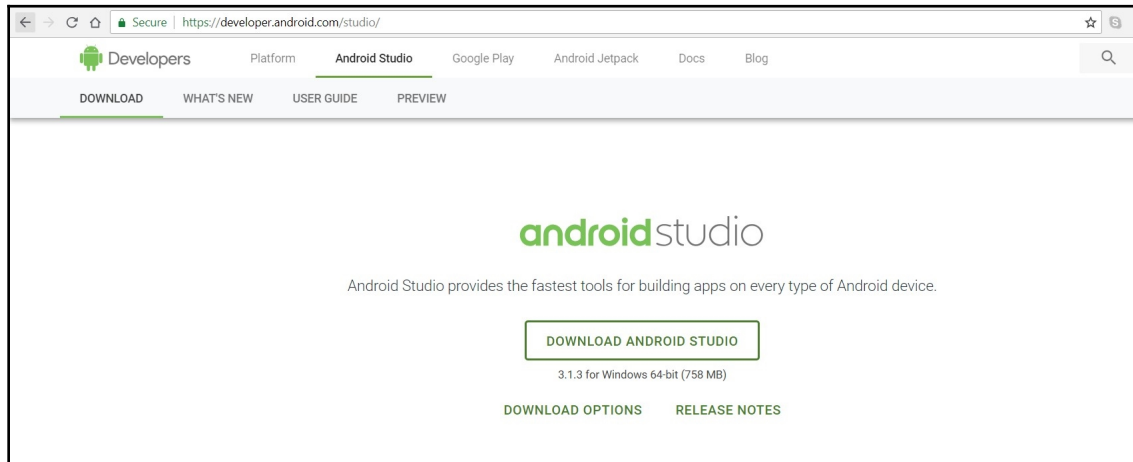 Secure https://developer.android.com/studio/
Developers Platform Android Studio Google Play Android Jetpack Docs Blog
DOWNLOAD WHAT'S NEW USER GUIDE PREVIEW
androidstudio
Android Studio provides the fastest tools for building apps on every type of Android device.
DOWNLOAD ANDROID STUDIO
3.1.3 for Windows 64-bit (758 MB)
DOWNLOAD OPTIONS RELEASE NOTES